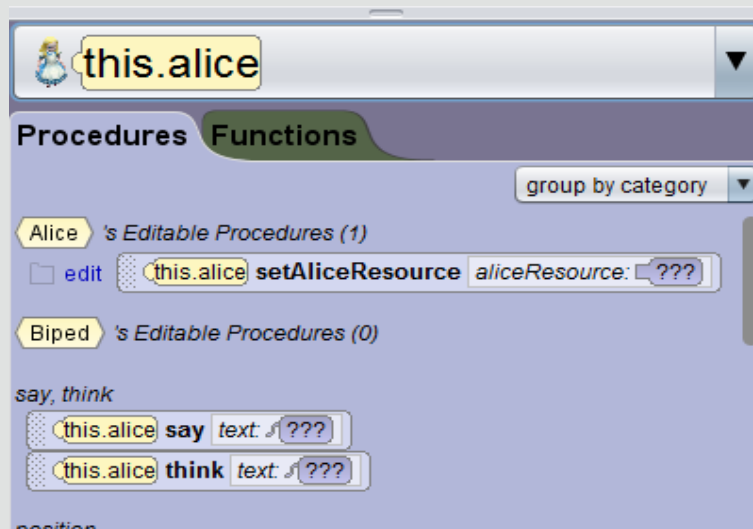 this.alice
Procedures Functions
group by category
Alice 's Editable Procedures (1)
edit this.alice setAliceResource aliceResource: ???
Biped 's Editable Procedures (0)
say, think
this.alice say text: ???
this.alice think text: ???
position